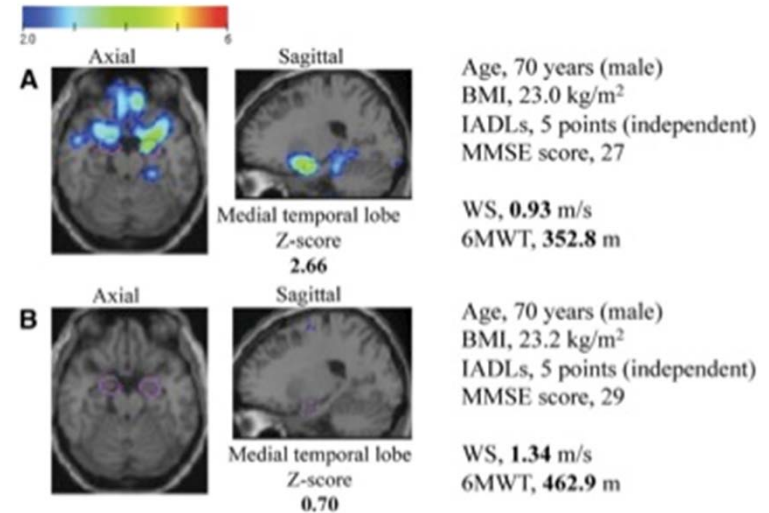 2.0 6
Axial Sagittal
A
Age, 70 years (male)
BMI, 23.0 kg/m²
IADLs, 5 points (independent)
MMSE score, 27
WS, 0.93 m/s
6MWT, 352.8 m
Medial temporal lobe
Z-score
2.66
Axial Sagittal
B
Age, 70 years (male)
BMI, 23.2 kg/m²
IADLs, 5 points (independent)
MMSE score, 29
WS, 1.34 m/s
6MWT, 462.9 m
Medial temporal lobe
Z-score
0.70